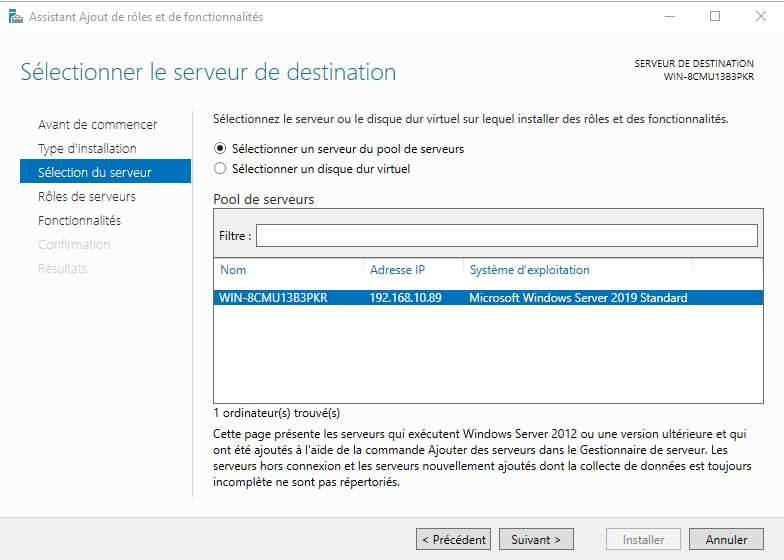 Assistant Ajout de rôles et de fonctionnalités
Sélectionner le serveur de destination
SERVEUR DE DESTINATION
WIN-8CMU13B3PKR
Avant de commencer
Type d'installation
Sélection du serveur
Rôles de serveurs
Fonctionnalités
Confirmation
Résultats
Sélectionnez le serveur ou le disque dur virtuel sur lequel installer des rôles et des fonctionnalités.
Sélectionner un serveur du pool de serveurs
Sélectionner un disque dur virtuel
Pool de serveurs
Filtre :
Nom Adresse IP Système d'exploitation
WIN-8CMU13B3PKR 192.168.10.89 Microsoft Windows Server 2019 Standard
1 ordinateur(s) trouvé(s)
Cette page présente les serveurs qui exécutent Windows Server 2012 ou une version ultérieure et qui
ont été ajoutés à l'aide de la commande Ajouter des serveurs dans le Gestionnaire de serveur. Les
serveurs hors connexion et les serveurs nouvellement ajoutés dont la collecte de données est toujours
incomplète ne sont pas répertoriés.
< Précédent Suivant > Installer Annuler